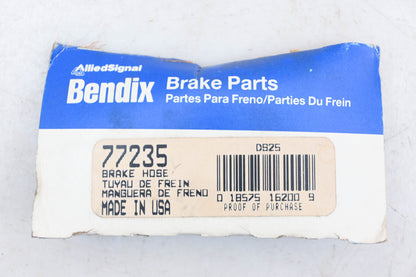 AlliedSignal
Bendix
Brake Parts
Partes Para Freno/Parties Du Frein
77235
BRAKE HOSE
TUYAU DE FREIN
MANGUERA DE FRENO
MADE IN USA
DS25
0 18575 16200 9
PROOF OF PURCHASE